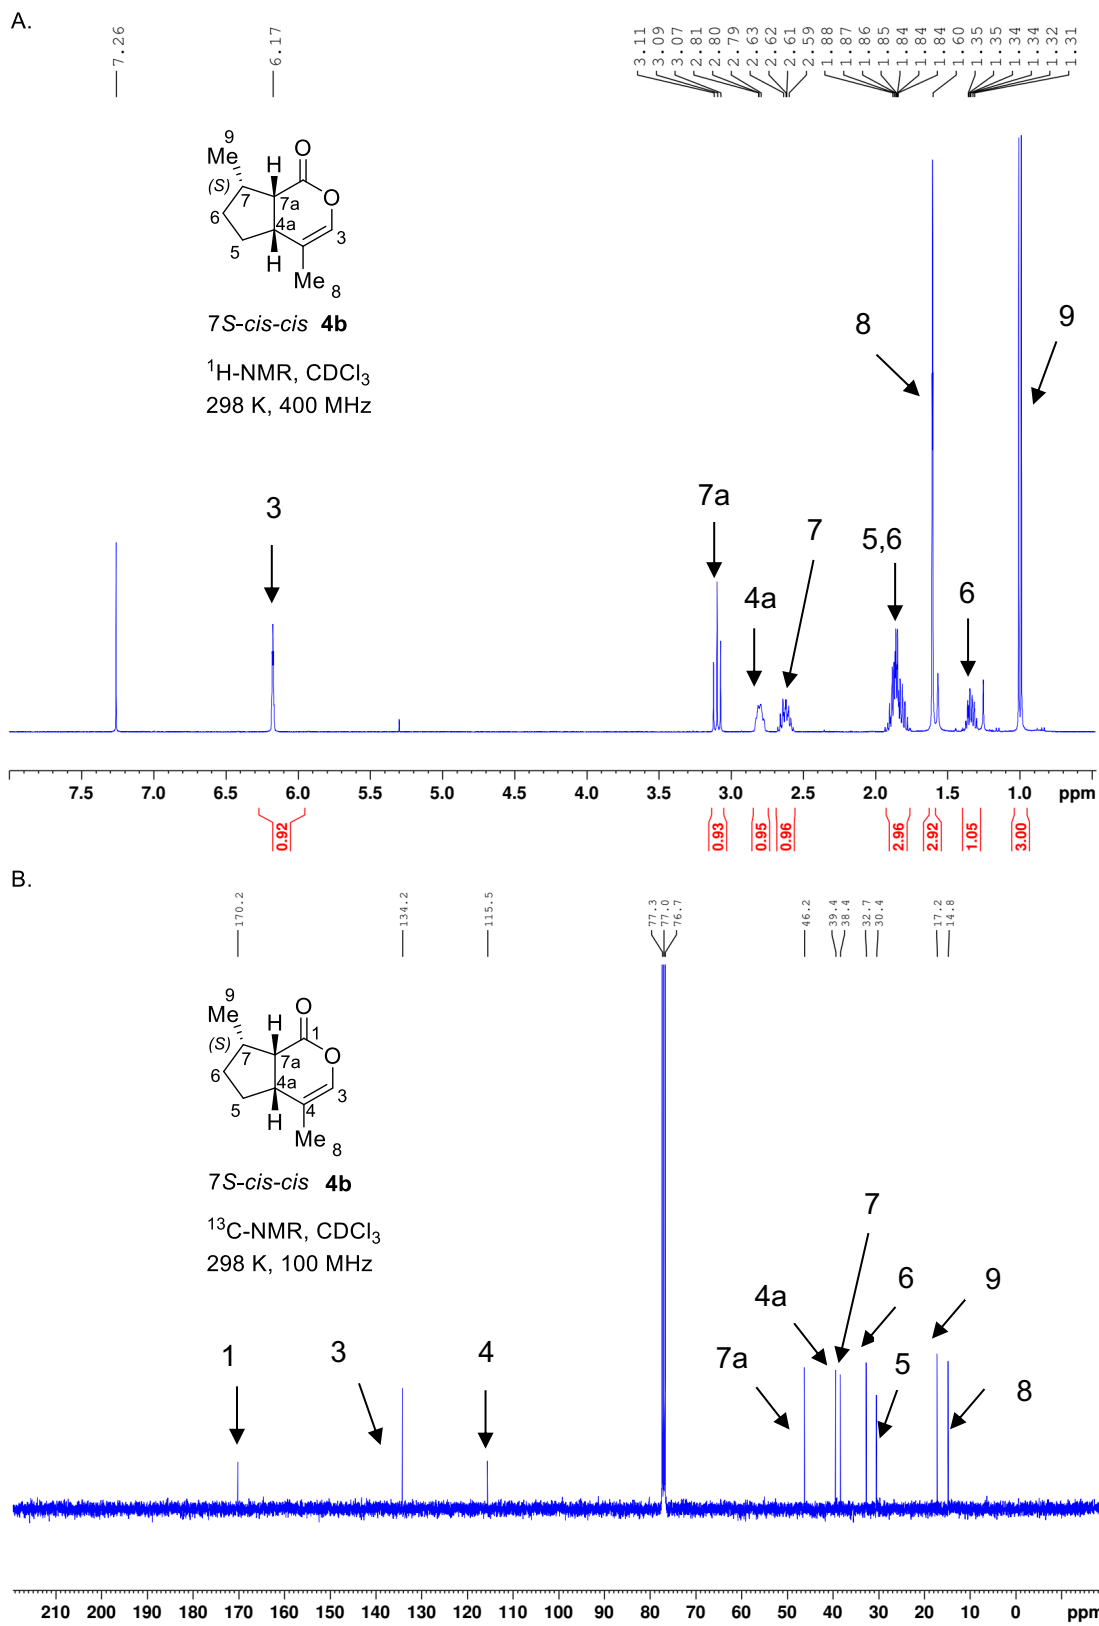 A.
7.26
6.17
3.11
3.09
3.07
2.81
2.80
2.79
2.63
2.62
2.61
2.59
1.88
1.87
1.86
1.85
1.84
1.84
1.84
1.60
1.35
1.35
1.34
1.34
1.32
1.31
9
Me
H
O
(S)
7
7a
O
6
4a
3
5
H
Me 8
7S-cis-cis 4b
¹H-NMR, CDCl₃
298 K, 400 MHz
3
7a
4a
7
5,6
8
6
9
7.5 7.0 6.5 6.0 5.5 5.0 4.5 4.0 3.5 3.0 2.5 2.0 1.5 1.0 ppm
0.92 0.93 0.95 0.96 2.96 2.92 1.05 3.00
B.
170.2
134.2
115.5
77.3
77.0
76.7
46.2
39.4
38.4
32.7
30.4
17.2
14.8
9
Me
H
O
1
(S)
7
7a
O
6
4a
3
5
4
H
Me 8
7S-cis-cis 4b
¹³C-NMR, CDCl₃
298 K, 100 MHz
1
3
4
7a
4a
7
6
5
9
8
210 200 190 180 170 160 150 140 130 120 110 100 90 80 70 60 50 40 30 20 10 0 ppm